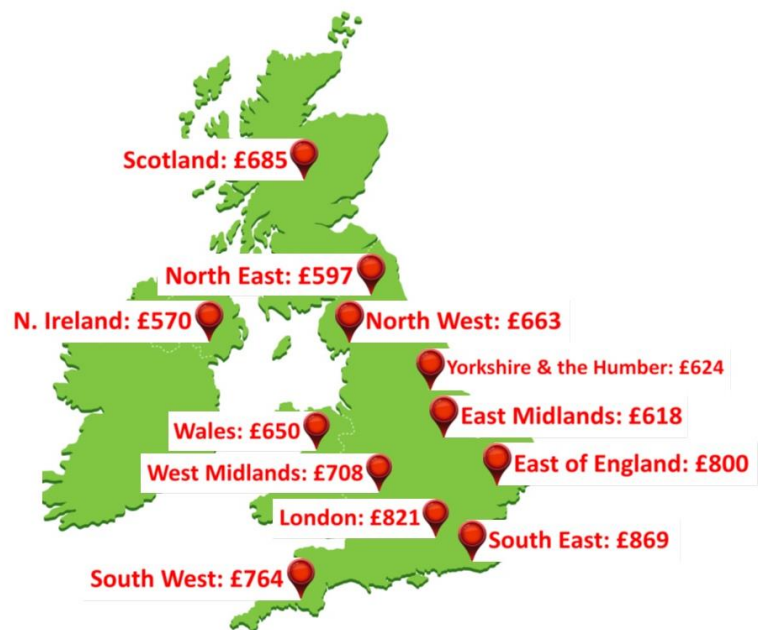 Scotland: £685
North East: £597
N. Ireland: £570
North West: £663
Yorkshire & the Humber: £624
East Midlands: £618
Wales: £650
East of England: £800
West Midlands: £708
London: £821
South East: £869
South West: £764